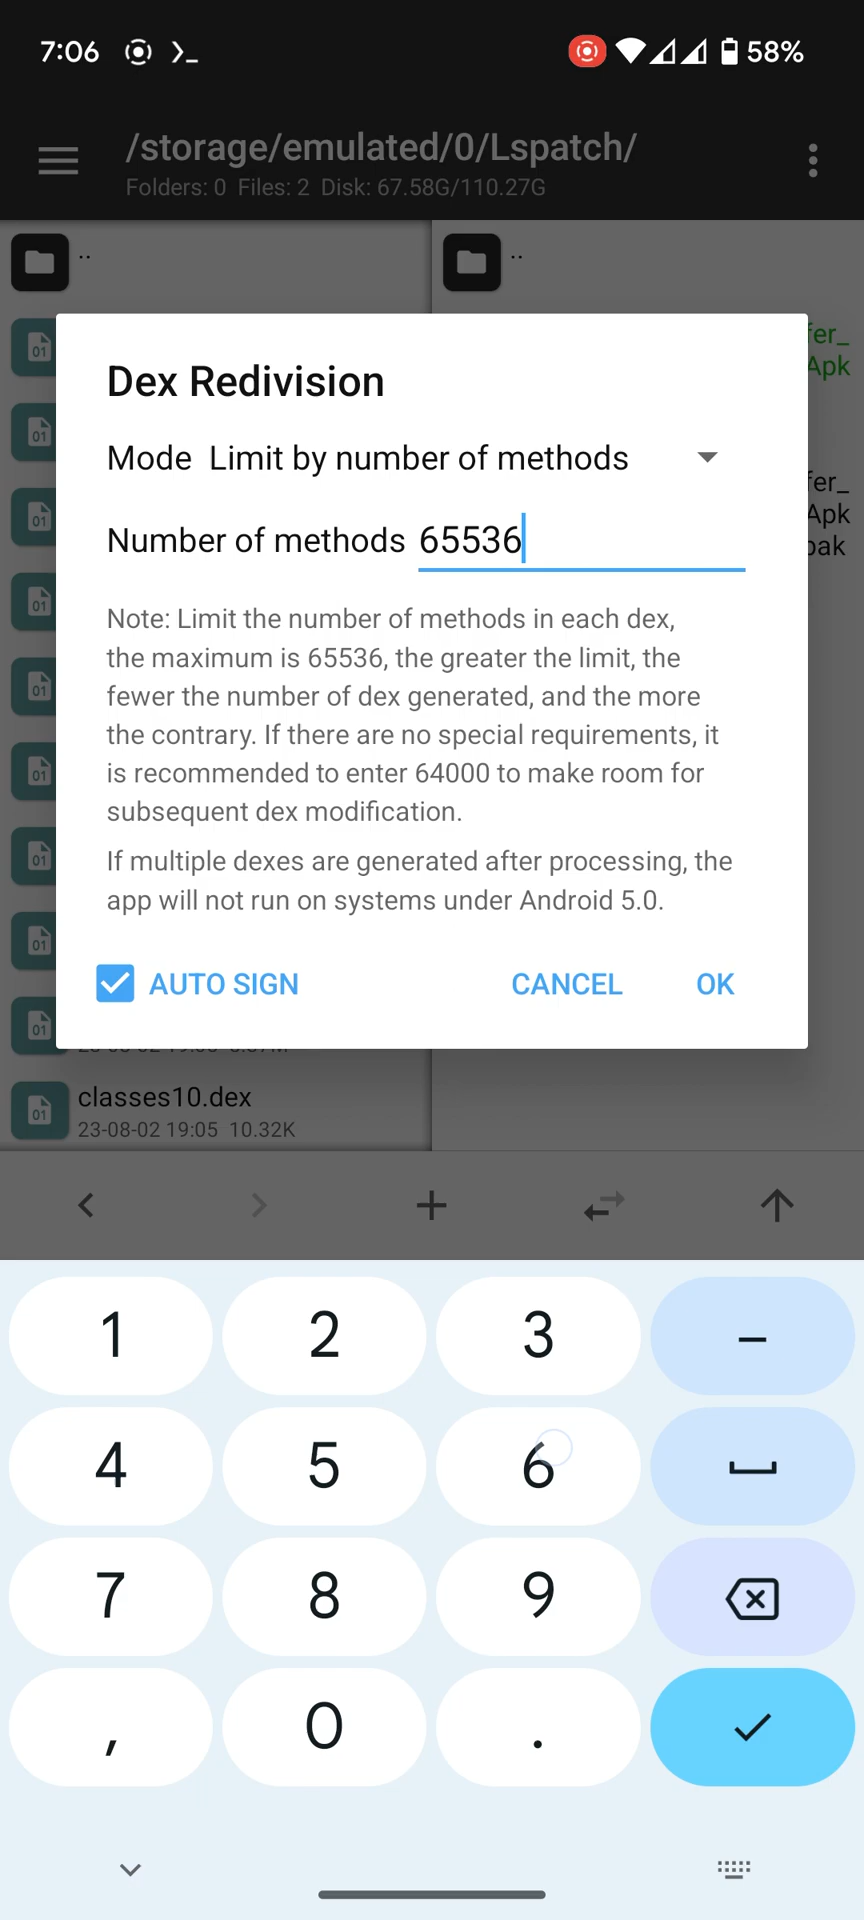 7:06
58%
/storage/emulated/0/Lspatch/
Folders: 0 Files: 2 Disk: 67.58G/110.27G
..
..
fer_
Apk
fer_
Apk
bak
Dex Redivision
Mode Limit by number of methods
Number of methods 65536
Note: Limit the number of methods in each dex,
the maximum is 65536, the greater the limit, the
fewer the number of dex generated, and the more
the contrary. If there are no special requirements, it
is recommended to enter 64000 to make room for
subsequent dex modification.
If multiple dexes are generated after processing, the
app will not run on systems under Android 5.0.
AUTO SIGN
CANCEL
OK
classes10.dex
23-08-02 19:05 10.32K
1 2 3 –
4 5 6
7 8 9
, 0 .